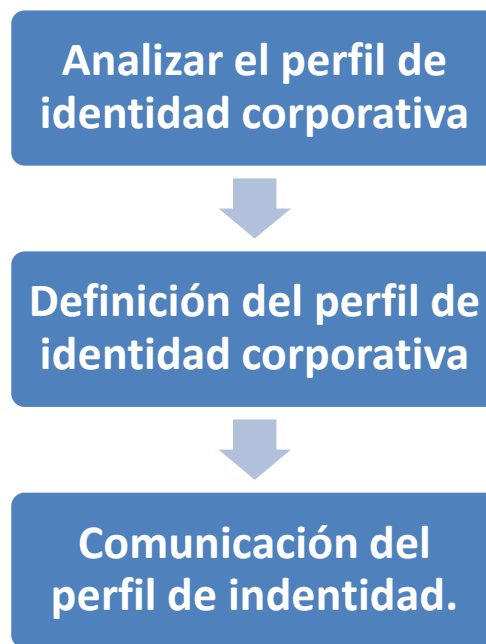 Analizar el perfil de
identidad corporativa
Definición del perfil de
identidad corporativa
Comunicación del
perfil de indentidad.